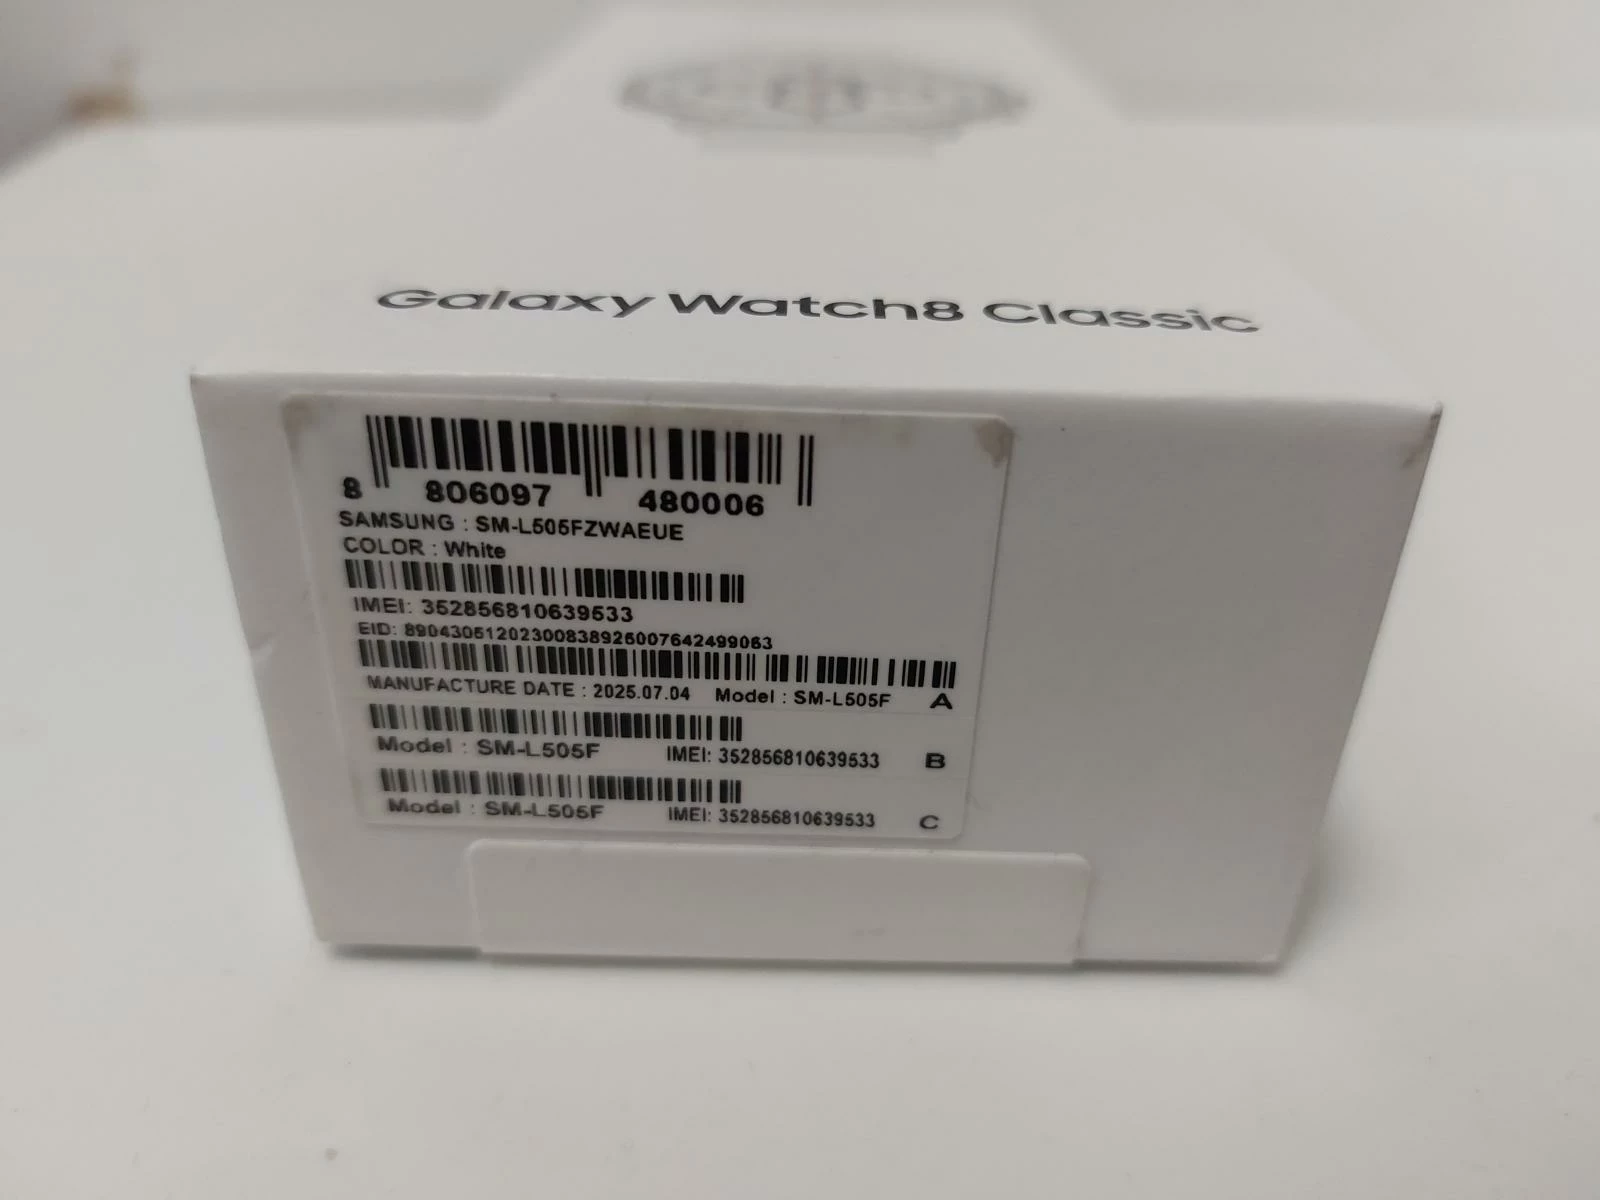 Galaxy Watch8 Classic
8 806097 480006
SAMSUNG : SM-L505FZWAEUE
COLOR : White
IMEI: 352856810639533
EID: 89043051202300838926007642499063
MANUFACTURE DATE : 2025.07.04 Model : SM-L505F A
Model : SM-L505F IMEI: 352856810639533 B
Model : SM-L505F IMEI: 352856810639533 C